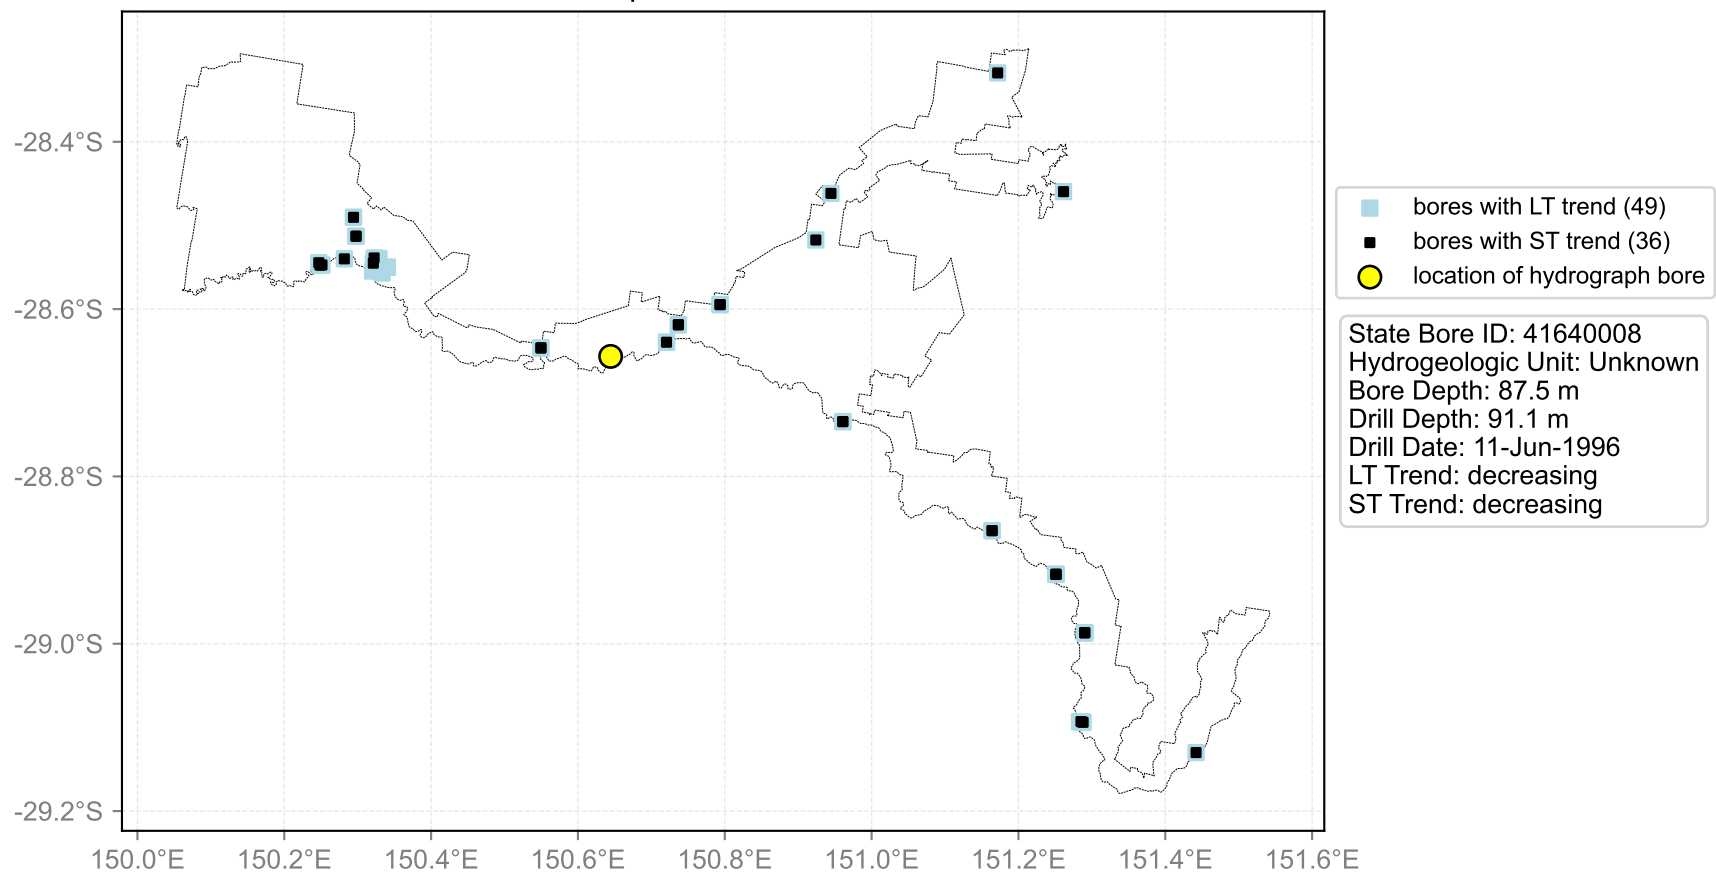 -28.4°S
-28.6°S
-28.8°S
-29.0°S
-29.2°S
150.0°E
150.2°E
150.4°E
150.6°E
150.8°E
151.0°E
151.2°E
151.4°E
151.6°E
bores with LT trend (49)
bores with ST trend (36)
location of hydrograph bore
State Bore ID: 41640008
Hydrogeologic Unit: Unknown
Bore Depth: 87.5 m
Drill Depth: 91.1 m
Drill Date: 11-Jun-1996
LT Trend: decreasing
ST Trend: decreasing